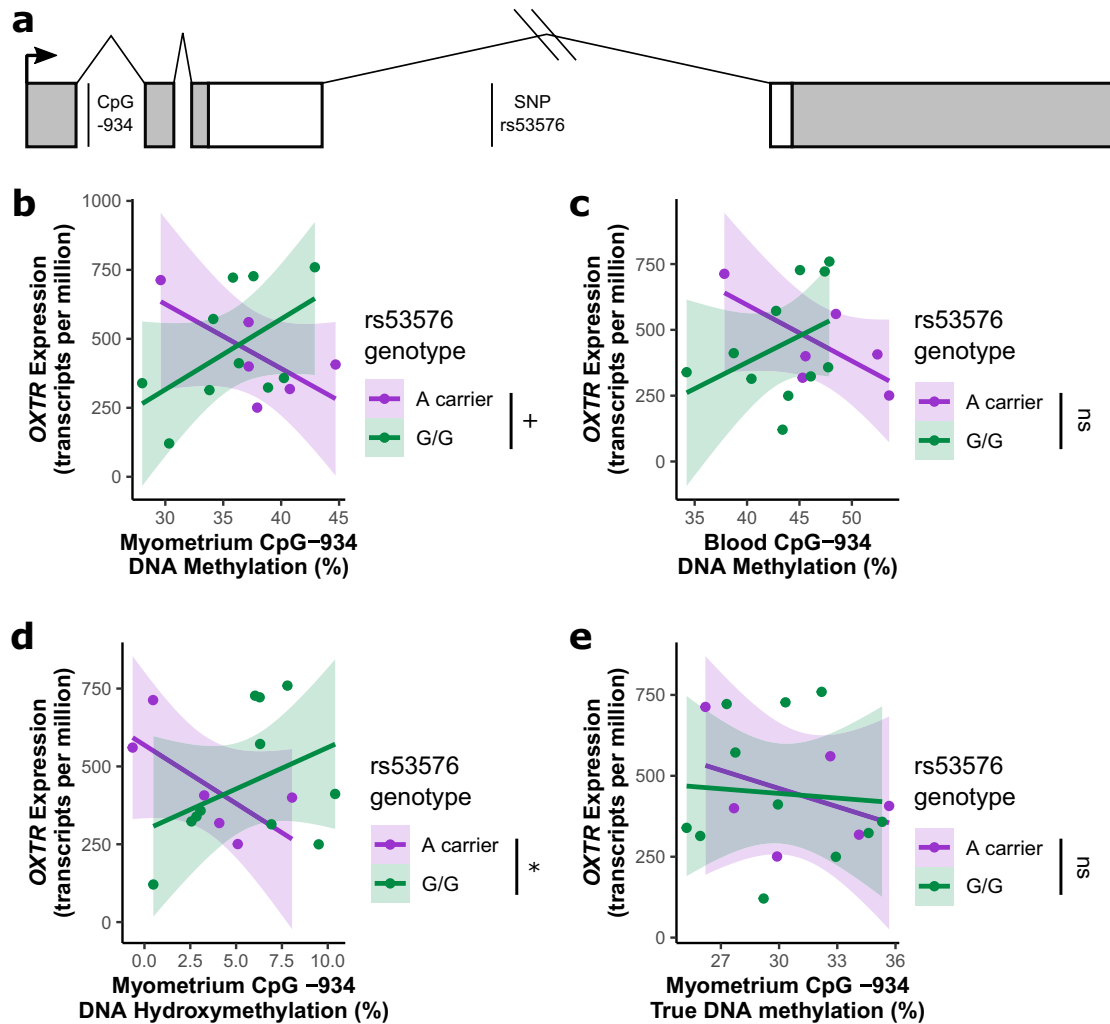 a
CpG
-934
SNP
rs53576
b
OXTR Expression
(transcripts per million)
1000
750
500
250
0
30 35 40 45
Myometrium CpG−934
DNA Methylation (%)
rs53576
genotype
A carrier
G/G
+
c
OXTR Expression
(transcripts per million)
750
500
250
0
35 40 45 50
Blood CpG−934
DNA Methylation (%)
rs53576
genotype
A carrier
G/G
ns
d
OXTR Expression
(transcripts per million)
750
500
250
0
0.0 2.5 5.0 7.5 10.0
Myometrium CpG −934
DNA Hydroxymethylation (%)
rs53576
genotype
A carrier
G/G
*
e
OXTR Expression
(transcripts per million)
750
500
250
0
27 30 33 36
Myometrium CpG −934
True DNA methylation (%)
rs53576
genotype
A carrier
G/G
ns